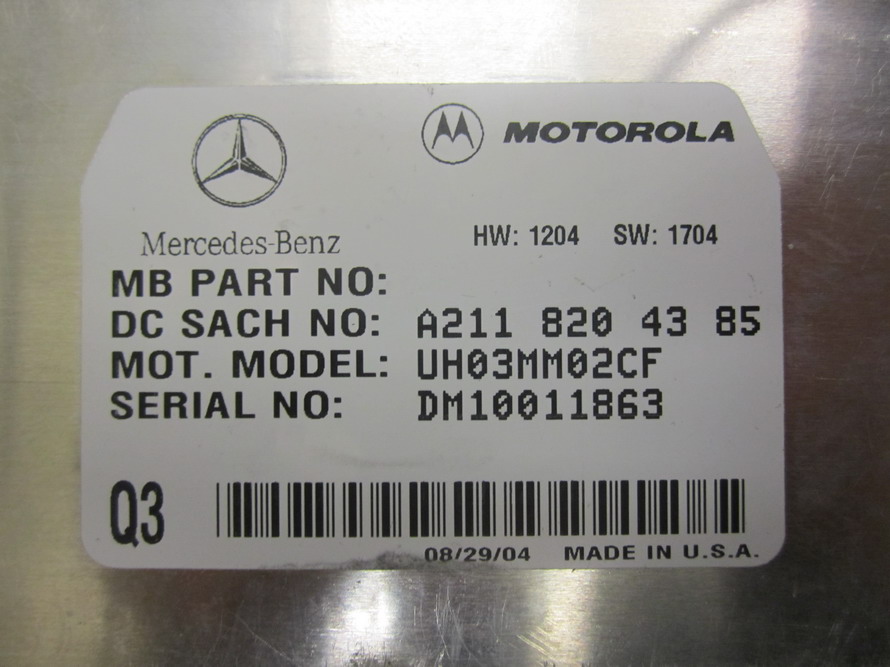 MOTOROLA
Mercedes-Benz
HW: 1204 SW: 1704
MB PART NO:
DC SACH NO: A211 820 43 85
MOT. MODEL: UH03MM02CF
SERIAL NO: DM10011863
Q3
08/29/04 MADE IN U.S.A.